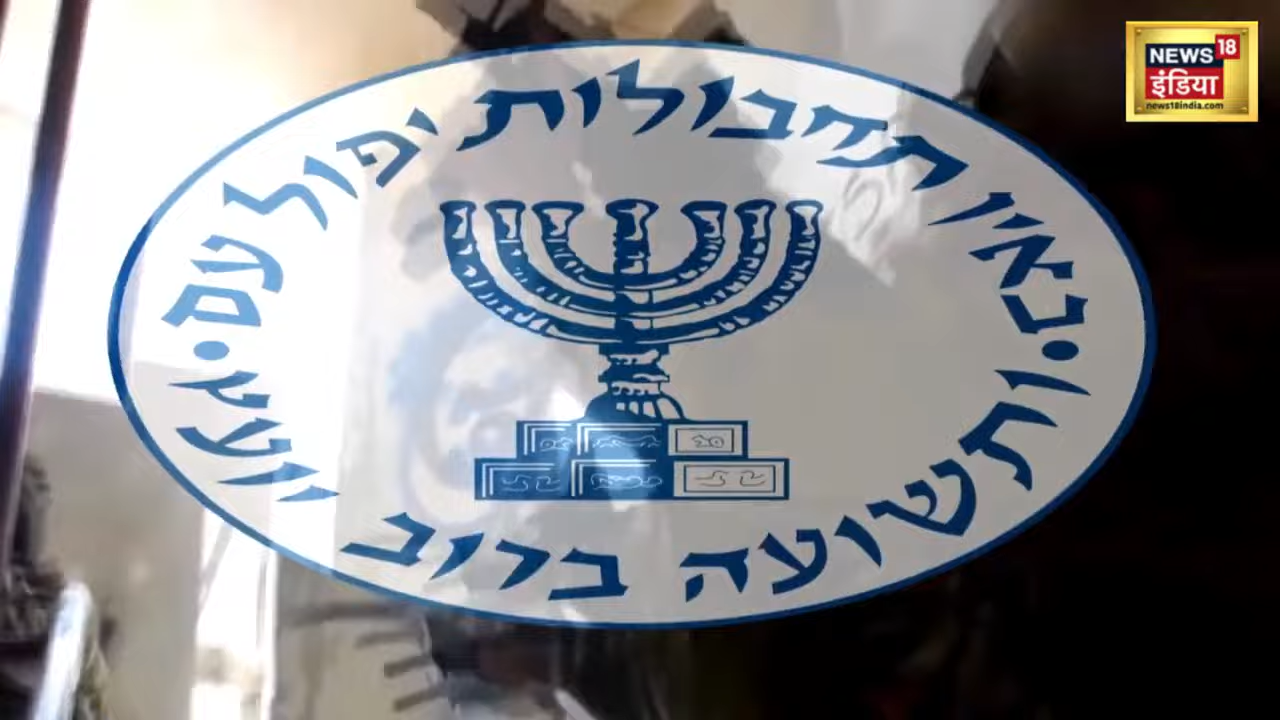 באין תחבולות יפול עם
• ותשועה ברוב יועץ •
NEWS 18
इंडिया
news18india.com